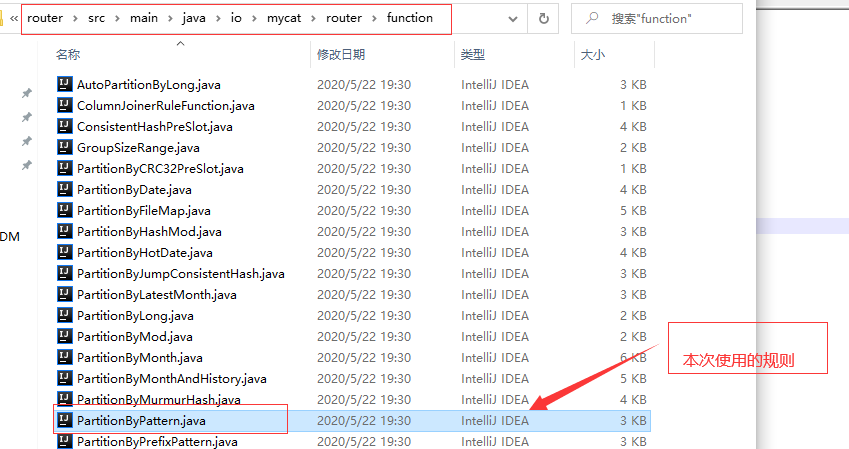 « router > src > main > java > io > mycat > router > function
搜索"function"
名称 修改日期 类型 大小
AutoPartitionByLong.java 2020/5/22 19:30 IntelliJ IDEA 3 KB
ColumnJoinerRuleFunction.java 2020/5/22 19:30 IntelliJ IDEA 1 KB
ConsistentHashPreSlot.java 2020/5/22 19:30 IntelliJ IDEA 4 KB
GroupSizeRange.java 2020/5/22 19:30 IntelliJ IDEA 2 KB
PartitionByCRC32PreSlot.java 2020/5/22 19:30 IntelliJ IDEA 1 KB
PartitionByDate.java 2020/5/22 19:30 IntelliJ IDEA 4 KB
PartitionByFileMap.java 2020/5/22 19:30 IntelliJ IDEA 5 KB
DM
PartitionByHashMod.java 2020/5/22 19:30 IntelliJ IDEA 3 KB
PartitionByHotDate.java 2020/5/22 19:30 IntelliJ IDEA 4 KB
PartitionByJumpConsistentHash.java 2020/5/22 19:30 IntelliJ IDEA 3 KB
PartitionByLatestMonth.java 2020/5/22 19:30 IntelliJ IDEA 3 KB
PartitionByLong.java 2020/5/22 19:30 IntelliJ IDEA 2 KB
PartitionByMod.java 2020/5/22 19:30 IntelliJ IDEA 2 KB
PartitionByMonth.java 2020/5/22 19:30 IntelliJ IDEA 6 KB
本次使用的规则
PartitionByMonthAndHistory.java 2020/5/22 19:30 IntelliJ IDEA 5 KB
PartitionByMurmurHash.java 2020/5/22 19:30 IntelliJ IDEA 4 KB
PartitionByPattern.java 2020/5/22 19:30 IntelliJ IDEA 3 KB
PartitionByPrefixPattern.java 2020/5/22 19:30 IntelliJ IDEA 3 KB